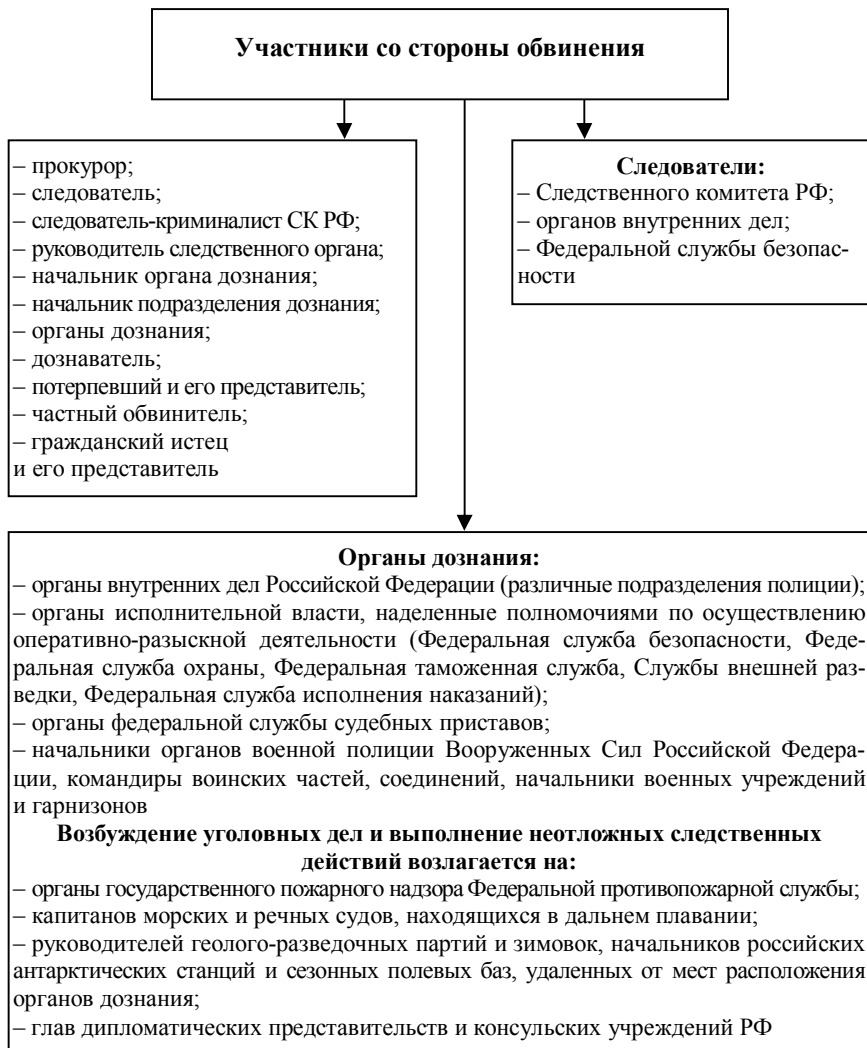 Участники со стороны обвинения
– прокурор;
– следователь;
– следователь-криминалист СК РФ;
– руководитель следственного органа;
– начальник органа дознания;
– начальник подразделения дознания;
– органы дознания;
– дознаватель;
– потерпевший и его представитель;
– частный обвинитель;
– гражданский истец
и его представитель
Следователи:
– Следственного комитета РФ;
– органов внутренних дел;
– Федеральной службы безопас-
ности
Органы дознания:
– органы внутренних дел Российской Федерации (различные подразделения полиции);
– органы исполнительной власти, наделенные полномочиями по осуществлению
оперативно-разыскной деятельности (Федеральная служба безопасности, Феде-
ральная служба охраны, Федеральная таможенная служба, Службы внешней раз-
ведки, Федеральная служба исполнения наказаний);
– органы федеральной службы судебных приставов;
– начальники органов военной полиции Вооруженных Сил Российской Федера-
ции, командиры воинских частей, соединений, начальники военных учреждений
и гарнизонов
Возбуждение уголовных дел и выполнение неотложных следственных
действий возлагается на:
– органы государственного пожарного надзора Федеральной противопожарной службы;
– капитанов морских и речных судов, находящихся в дальнем плавании;
– руководителей геолого-разведочных партий и зимовок, начальников российских
антарктических станций и сезонных полевых баз, удаленных от мест расположения
органов дознания;
– глав дипломатических представительств и консульских учреждений РФ